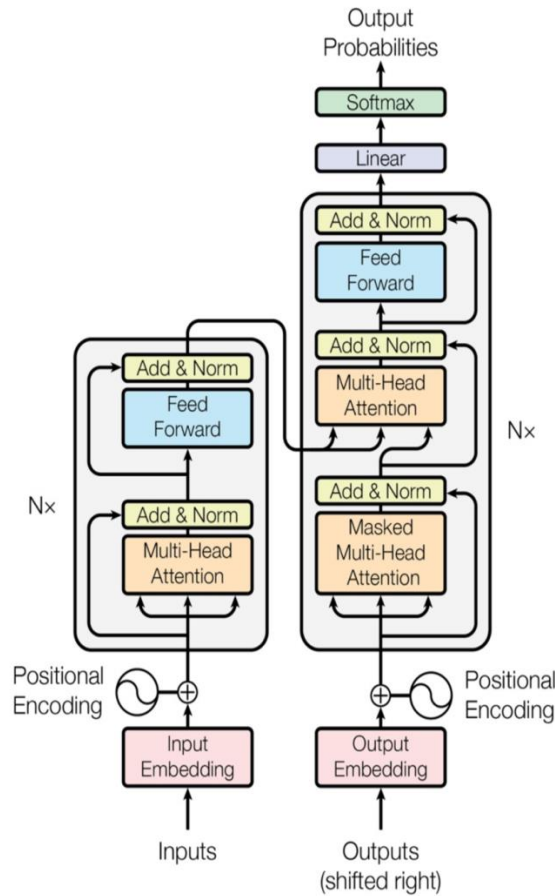 Output
Probabilities
Softmax
Linear
Add & Norm
Feed
Forward
Add & Norm
Multi-Head
Attention
Nx
Add & Norm
Masked
Multi-Head
Attention
Add & Norm
Feed
Forward
Nx
Add & Norm
Multi-Head
Attention
Positional
Encoding
Positional
Encoding
Input
Embedding
Output
Embedding
Inputs
Outputs
(shifted right)